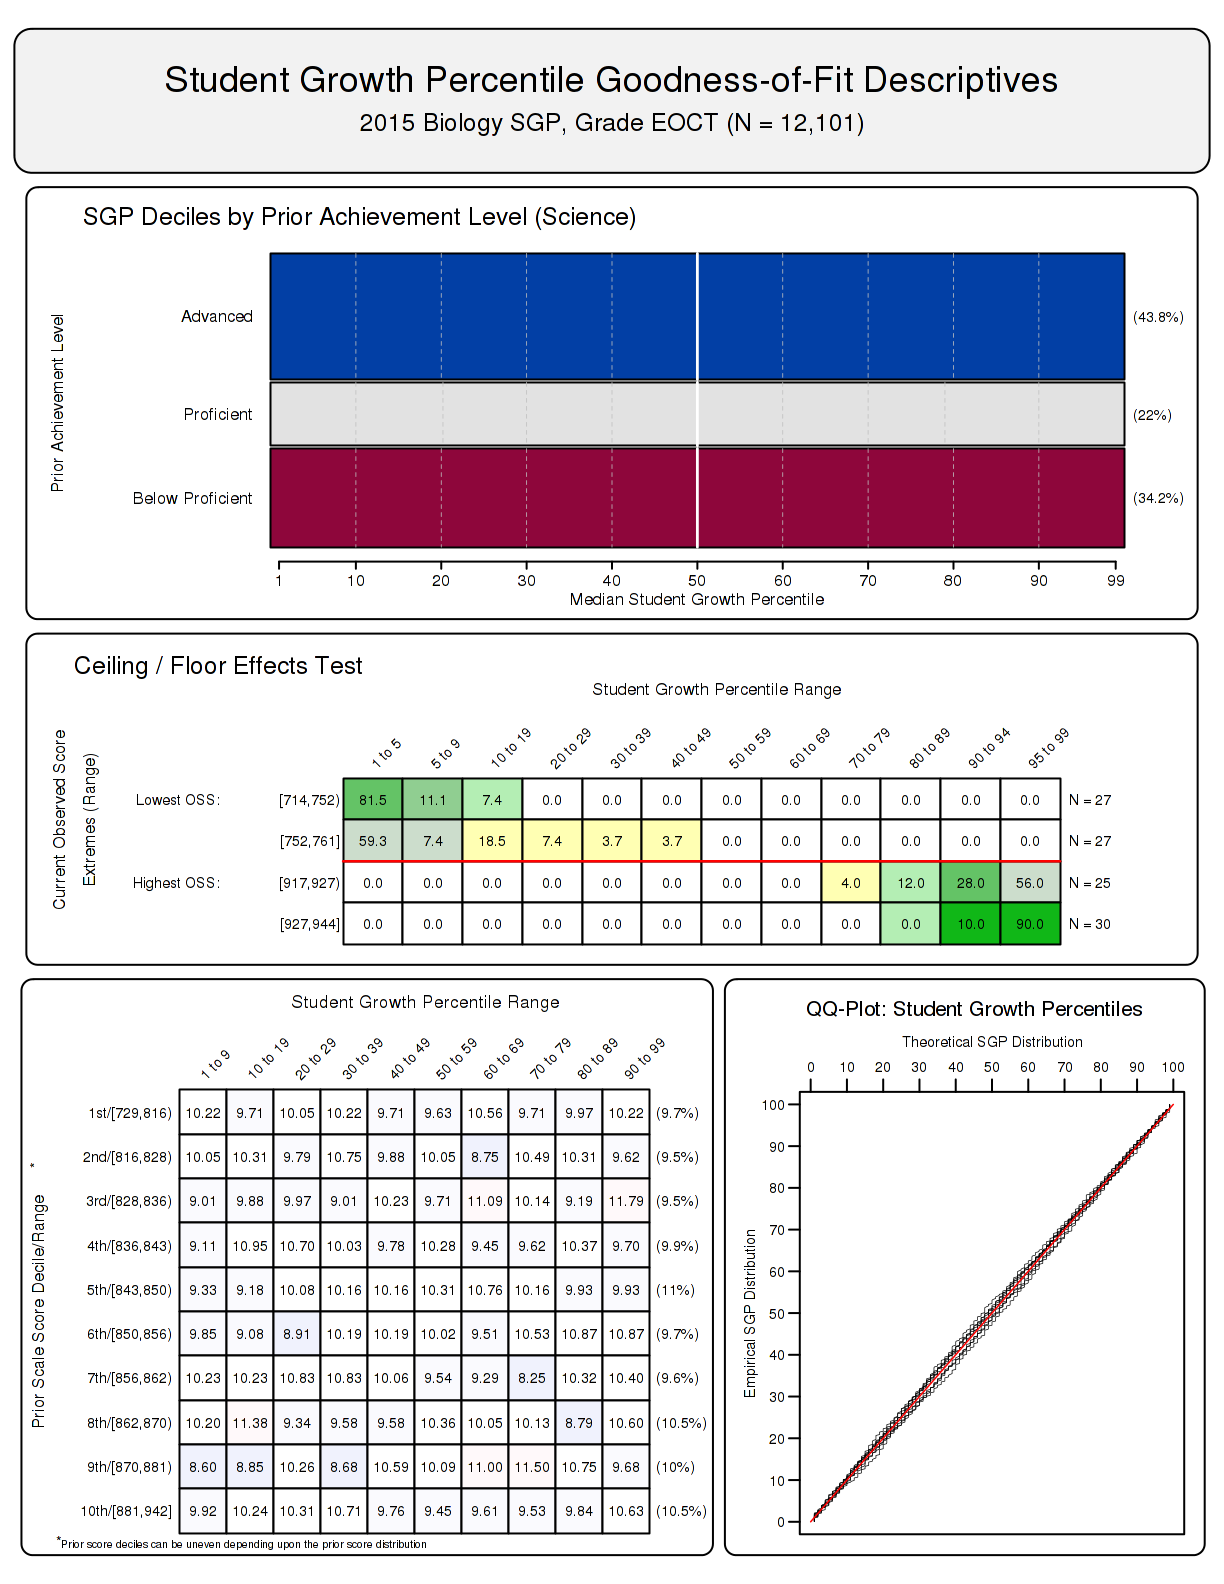 Student Growth Percentile Goodness-of-Fit Descriptives
2015 Biology SGP, Grade EOCT (N = 12,101)
SGP Deciles by Prior Achievement Level (Science)
Prior Achievement Level
Advanced (43.8%)
Proficient (22%)
Below Proficient (34.2%)
1 10 20 30 40 50 60 70 80 90 99
Median Student Growth Percentile
Ceiling / Floor Effects Test
Student Growth Percentile Range
Current Observed Score
Extremes (Range)
1 to 5 5 to 9 10 to 19 20 to 29 30 to 39 40 to 49 50 to 59 60 to 69 70 to 79 80 to 89 90 to 94 95 to 99
Lowest OSS: [714,752) 81.5 11.1 7.4 0.0 0.0 0.0 0.0 0.0 0.0 0.0 0.0 0.0 N = 27
[752,761] 59.3 7.4 18.5 7.4 3.7 3.7 0.0 0.0 0.0 0.0 0.0 0.0 N = 27
Highest OSS: [917,927) 0.0 0.0 0.0 0.0 0.0 0.0 0.0 0.0 4.0 12.0 28.0 56.0 N = 25
[927,944] 0.0 0.0 0.0 0.0 0.0 0.0 0.0 0.0 0.0 0.0 10.0 90.0 N = 30
Student Growth Percentile Range
Prior Scale Score Decile/Range *
1 to 9 10 to 19 20 to 29 30 to 39 40 to 49 50 to 59 60 to 69 70 to 79 80 to 89 90 to 99
1st/[729,816) 10.22 9.71 10.05 10.22 9.71 9.63 10.56 9.71 9.97 10.22 (9.7%)
2nd/[816,828) 10.05 10.31 9.79 10.75 9.88 10.05 8.75 10.49 10.31 9.62 (9.5%)
3rd/[828,836) 9.01 9.88 9.97 9.01 10.23 9.71 11.09 10.14 9.19 11.79 (9.5%)
4th/[836,843) 9.11 10.95 10.70 10.03 9.78 10.28 9.45 9.62 10.37 9.70 (9.9%)
5th/[843,850) 9.33 9.18 10.08 10.16 10.16 10.31 10.76 10.16 9.93 9.93 (11%)
6th/[850,856) 9.85 9.08 8.91 10.19 10.19 10.02 9.51 10.53 10.87 10.87 (9.7%)
7th/[856,862) 10.23 10.23 10.83 10.83 10.06 9.54 9.29 8.25 10.32 10.40 (9.6%)
8th/[862,870) 10.20 11.38 9.34 9.58 9.58 10.36 10.05 10.13 8.79 10.60 (10.5%)
9th/[870,881) 8.60 8.85 10.26 8.68 10.59 10.09 11.00 11.50 10.75 9.68 (10%)
10th/[881,942] 9.92 10.24 10.31 10.71 9.76 9.45 9.61 9.53 9.84 10.63 (10.5%)
*Prior score deciles can be uneven depending upon the prior score distribution
QQ-Plot: Student Growth Percentiles
Theoretical SGP Distribution
0 10 20 30 40 50 60 70 80 90 100
Empirical SGP Distribution
100
90
80
70
60
50
40
30
20
10
0